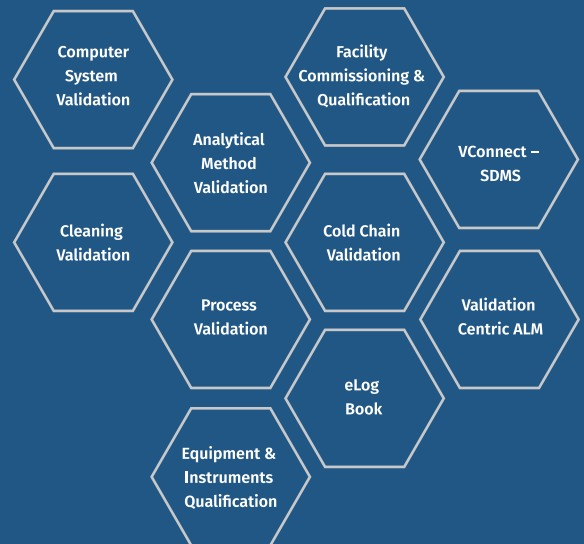 Computer
System
Validation
Facility
Commissioning &
Qualification
Analytical
Method
Validation
VConnect –
SDMS
Cleaning
Validation
Cold Chain
Validation
Process
Validation
Validation
Centric ALM
eLog
Book
Equipment &
Instruments
Qualification